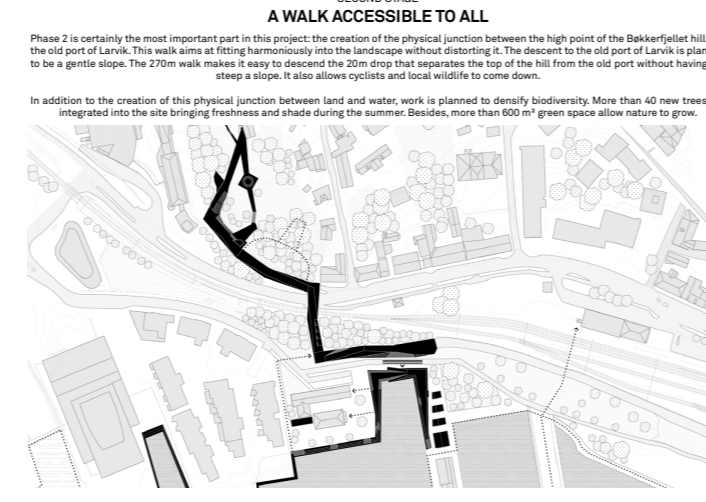 A WALK ACCESSIBLE TO ALL
Phase 2 is certainly the most important part in this project: the creation of the physical junction between the high point of the Bøkkerfjellet hill
the old port of Larvik. This walk aims at fitting harmoniously into the landscape without distorting it. The descent to the old port of Larvik is plan
to be a gentle slope. The 270m walk makes it easy to descend the 20m drop that separates the top of the hill from the old port without having
steep a slope. It also allows cyclists and local wildlife to come down.
In addition to the creation of this physical junction between land and water, work is planned to densify biodiversity. More than 40 new trees
integrated into the site bringing freshness and shade during the summer. Besides, more than 600 m² green space allow nature to grow.